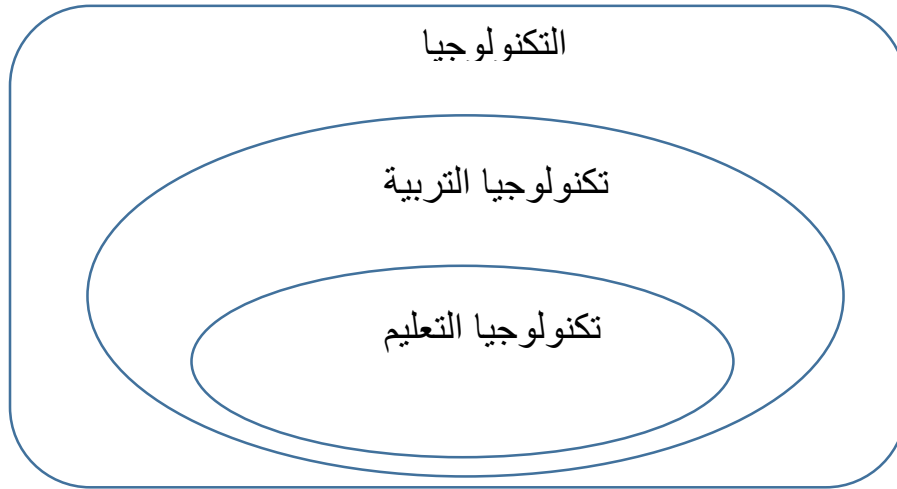 التكنولوجيا
تكنولوجيا التربية
تكنولوجيا التعليم